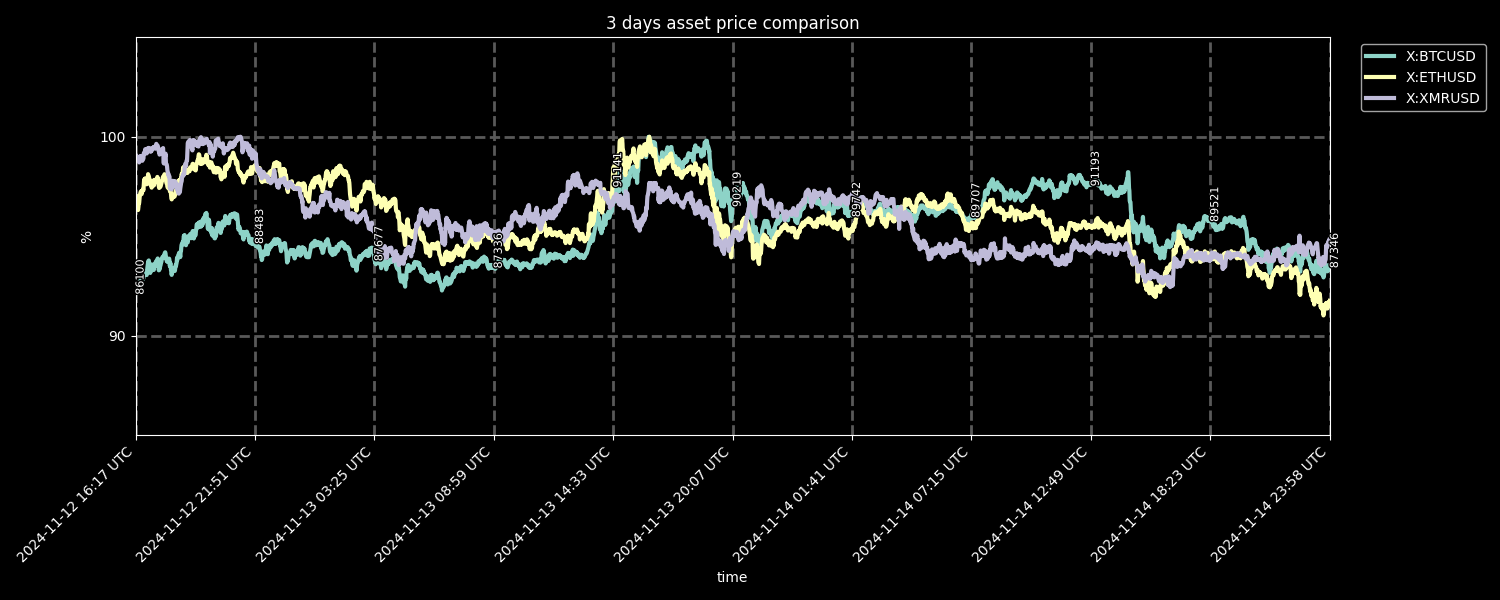 3 days asset price comparison
X:BTCUSD
X:ETHUSD
X:XMRUSD
100
90
%
86100
88483
87677
87336
91141
90219
89742
89707
91193
89521
87346
2024-11-12 16:17 UTC
2024-11-12 21:51 UTC
2024-11-13 03:25 UTC
2024-11-13 08:59 UTC
2024-11-13 14:33 UTC
2024-11-13 20:07 UTC
2024-11-14 01:41 UTC
2024-11-14 07:15 UTC
2024-11-14 12:49 UTC
2024-11-14 18:23 UTC
2024-11-14 23:58 UTC
time